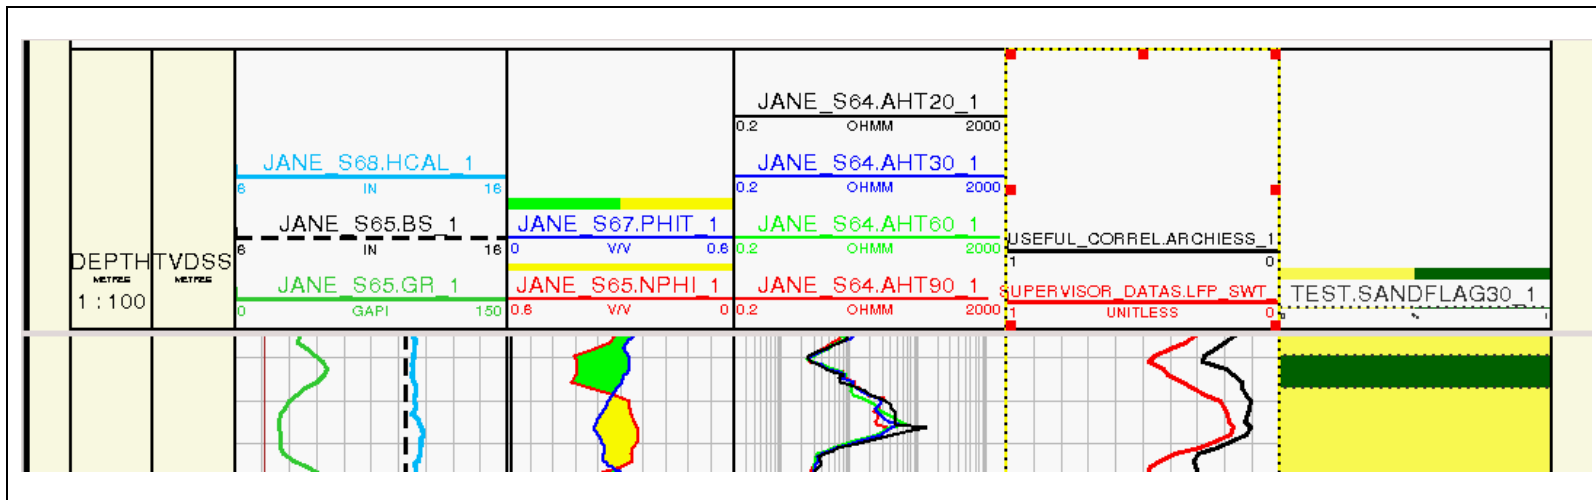 DEPTH
METRES
1 : 100
TVDSS
METRES
JANE_S68.HCAL_1
6 IN 16
JANE_S65.BS_1
6 IN 16
JANE_S65.GR_1
0 GAPI 150
JANE_S67.PHIT_1
0 V/V 0.6
JANE_S65.NPHI_1
0.6 V/V 0
JANE_S64.AHT20_1
0.2 OHMM 2000
JANE_S64.AHT30_1
0.2 OHMM 2000
JANE_S64.AHT60_1
0.2 OHMM 2000
JANE_S64.AHT90_1
0.2 OHMM 2000
USEFUL_CORREL.ARCHIESS_1
1 0
SUPERVISOR_DATAS.LFP_SWT_
1 UNITLESS 0
TEST.SANDFLAG30_1